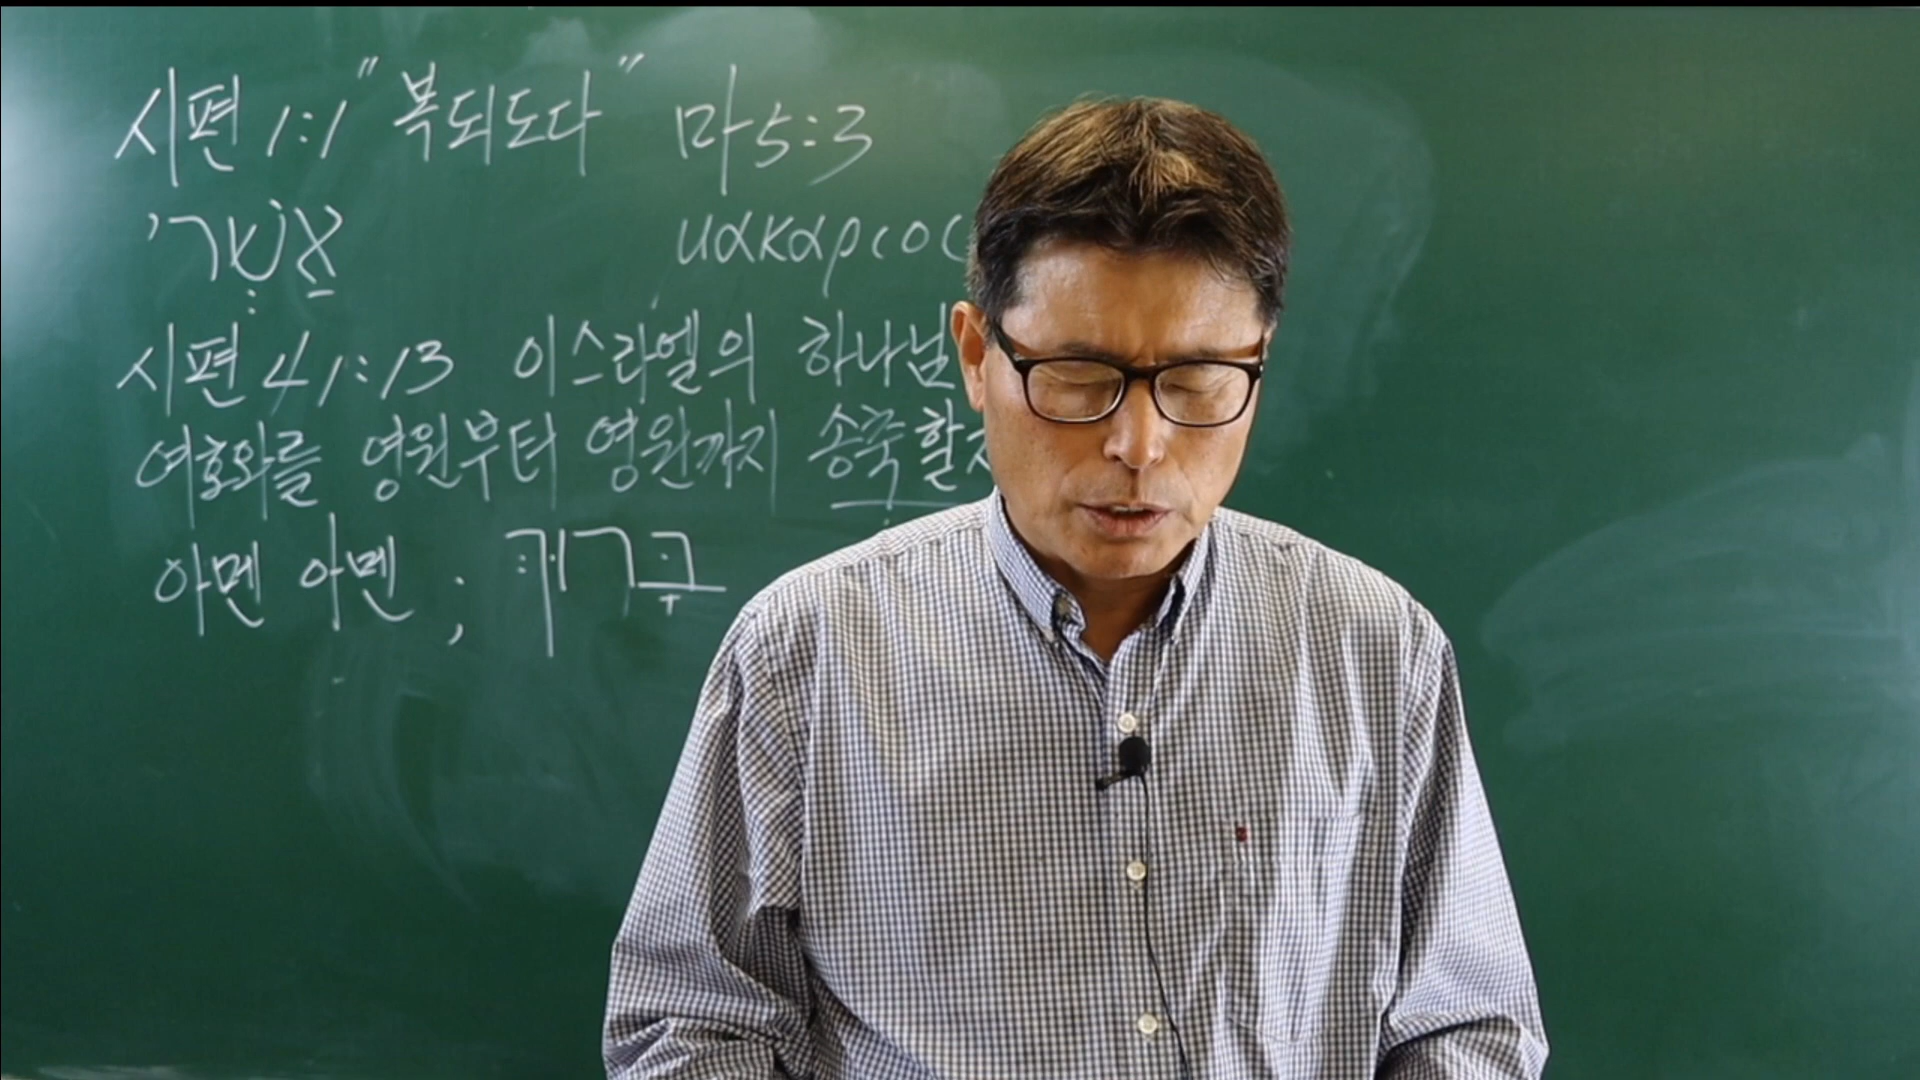 시편 1:1 "복되도다" 마 5:3
אַשְׁרֵי μακαριος
시편 41:13 이스라엘의 하나님
여호와를 영원부터 영원까지 송축할지
아멘 아멘 ;